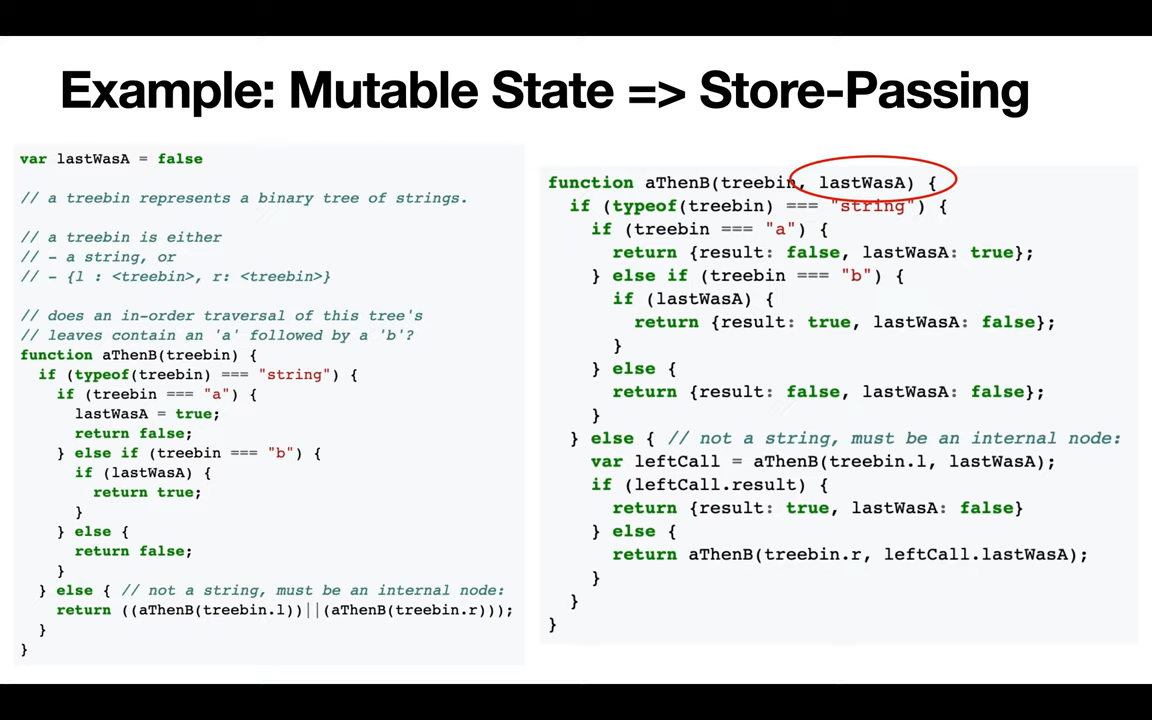 Example: Mutable State => Store-Passing
var lastWasA = false
// a treebin represents a binary tree of strings.
// a treebin is either
// - a string, or
// - {l : <treebin>, r: <treebin>}
// does an in-order traversal of this tree's
// leaves contain an 'a' followed by a 'b'?
function aThenB(treebin) {
if (typeof(treebin) === "string") {
if (treebin === "a") {
lastWasA = true;
return false;
} else if (treebin === "b") {
if (lastWasA) {
return true;
}
} else {
return false;
}
} else { // not a string, must be an internal node:
return ((aThenB(treebin.l))||(aThenB(treebin.r)));
}
}
function aThenB(treebin, lastWasA) {
if (typeof(treebin) === "string") {
if (treebin === "a") {
return {result: false, lastWasA: true};
} else if (treebin === "b") {
if (lastWasA) {
return {result: true, lastWasA: false};
}
} else {
return {result: false, lastWasA: false};
}
} else { // not a string, must be an internal node:
var leftCall = aThenB(treebin.l, lastWasA);
if (leftCall.result) {
return {result: true, lastWasA: false}
} else {
return aThenB(treebin.r, leftCall.lastWasA);
}
}
}